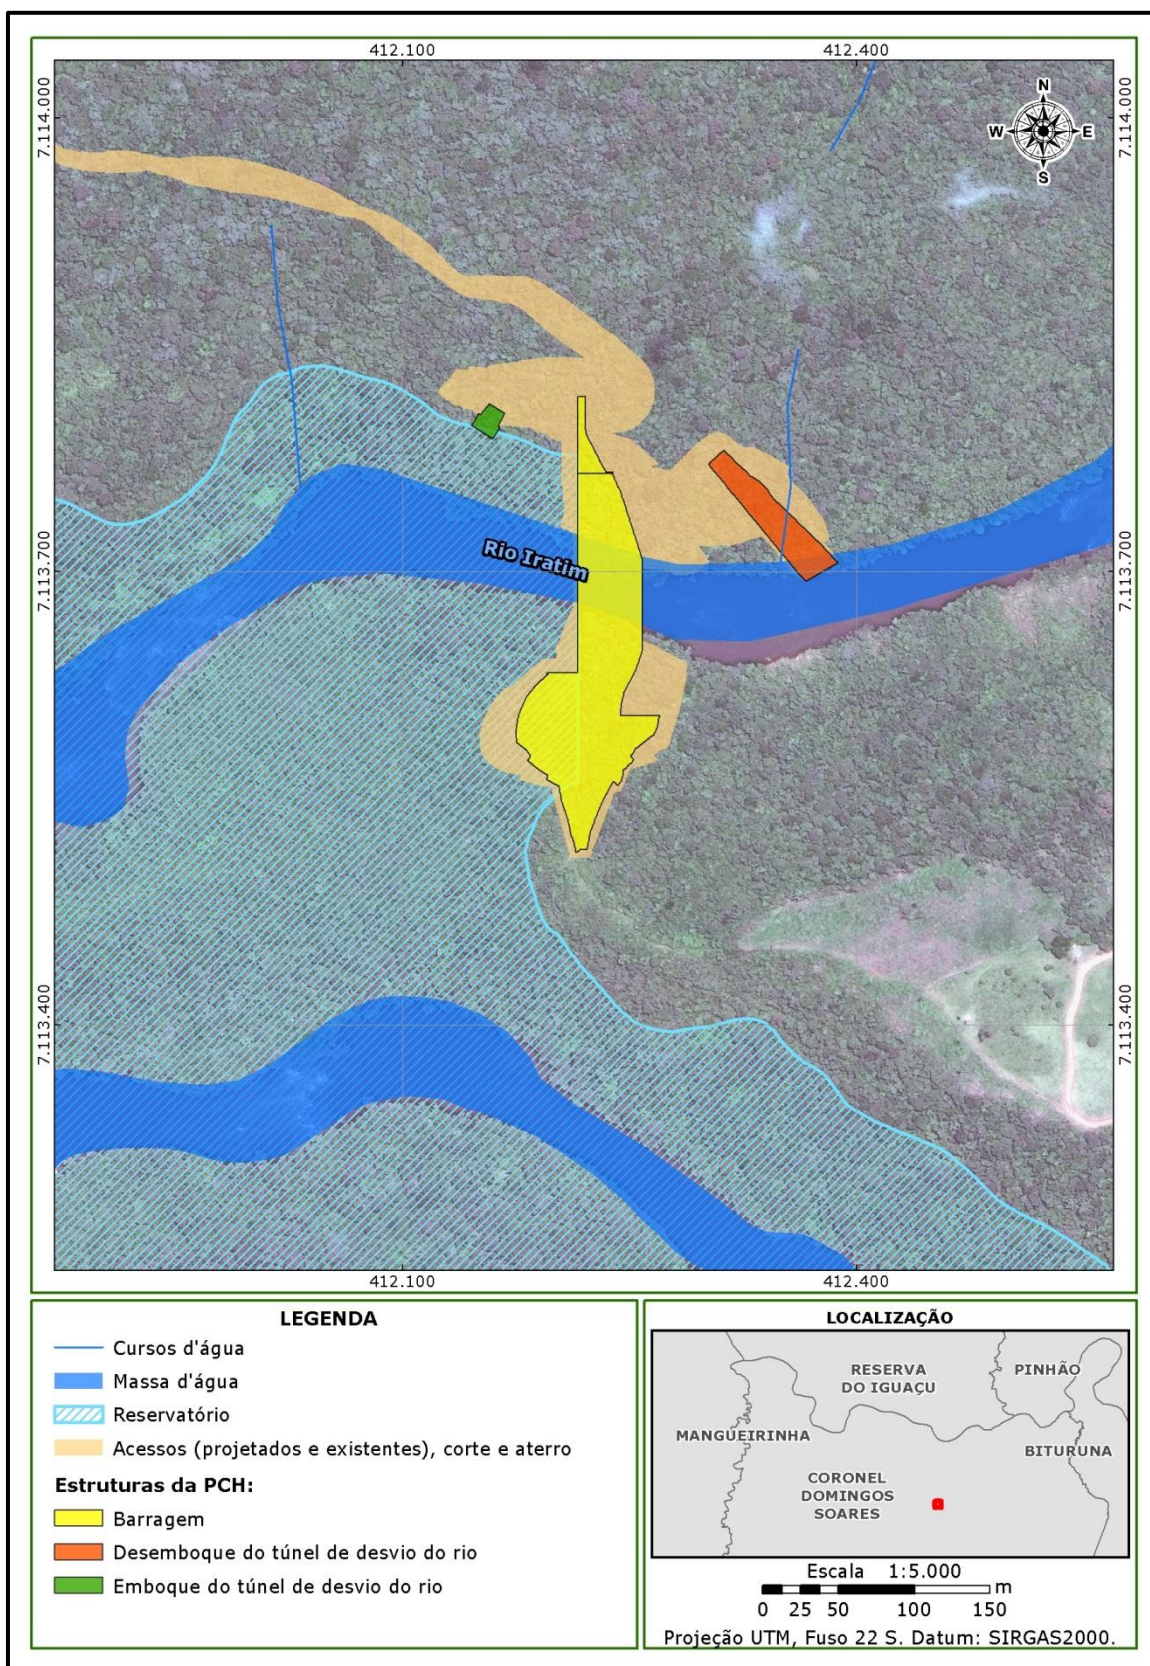 412.100
412.400
7.114.000
7.114.000
N
W
E
S
Rio Iratim
7.113.700
7.113.700
7.113.400
7.113.400
412.100
412.400
LEGENDA
Cursos d'água
Massa d'água
Reservatório
Acessos (projetados e existentes), corte e aterro
Estruturas da PCH:
Barragem
Desemboque do túnel de desvio do rio
Emboque do túnel de desvio do rio
LOCALIZAÇÃO
RESERVA
DO IGUAÇU
PINHÃO
MANGUEIRINHA
BITURUNA
CORONEL
DOMINGOS
SOARES
Escala 1:5.000
m
0 25 50 100 150
Projeção UTM, Fuso 22 S. Datum: SIRGAS2000.